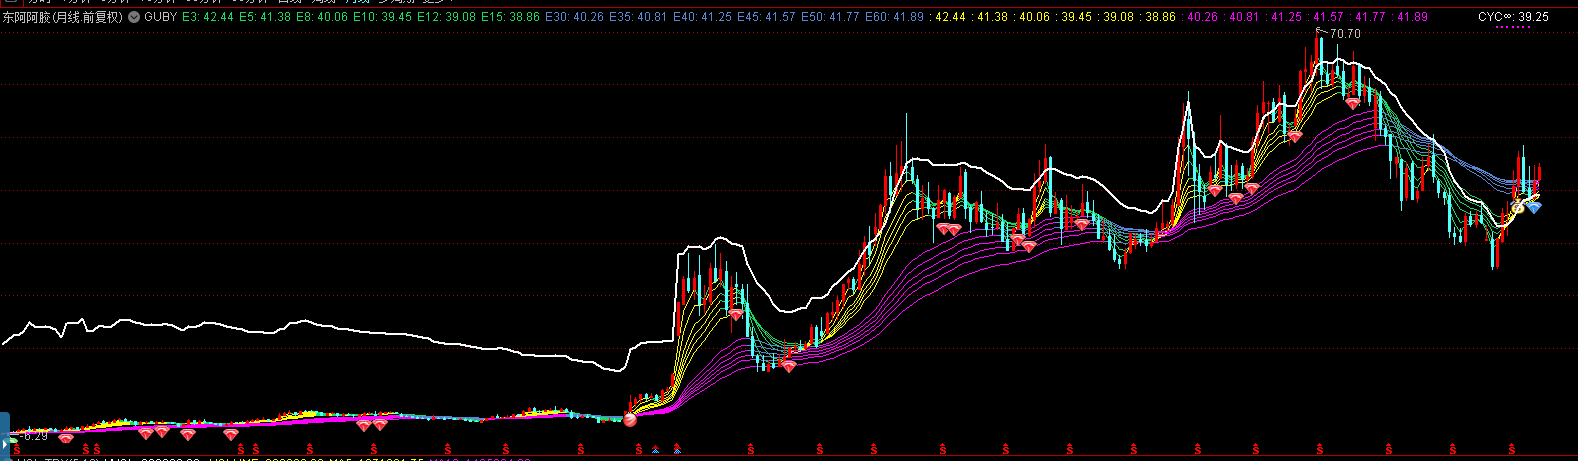 东阿阿胶(月线.前复权) GUBY E3: 42.44 E5: 41.38 E8: 40.06 E10: 39.45 E12: 39.08 E15: 38.86 E30: 40.26 E35: 40.81 E40: 41.25 E45: 41.57 E50: 41.77 E60: 41.89 : 42.44 : 41.38 : 40.06 : 39.45 : 39.08 : 38.86 : 40.26 : 40.81 : 41.25 : 41.57 : 41.77 : 41.89 CYC∞: 39.25
70.70
6.29
S S S S S S S S S S S S S S S S S S S S S S S S